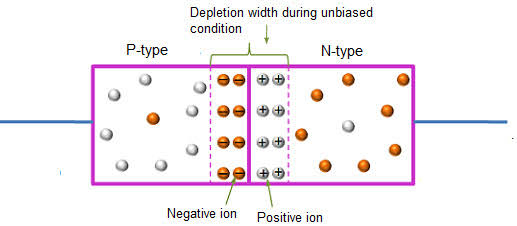 Depletion width during unbiased
condition
P-type
N-type
Negative ion
Positive ion